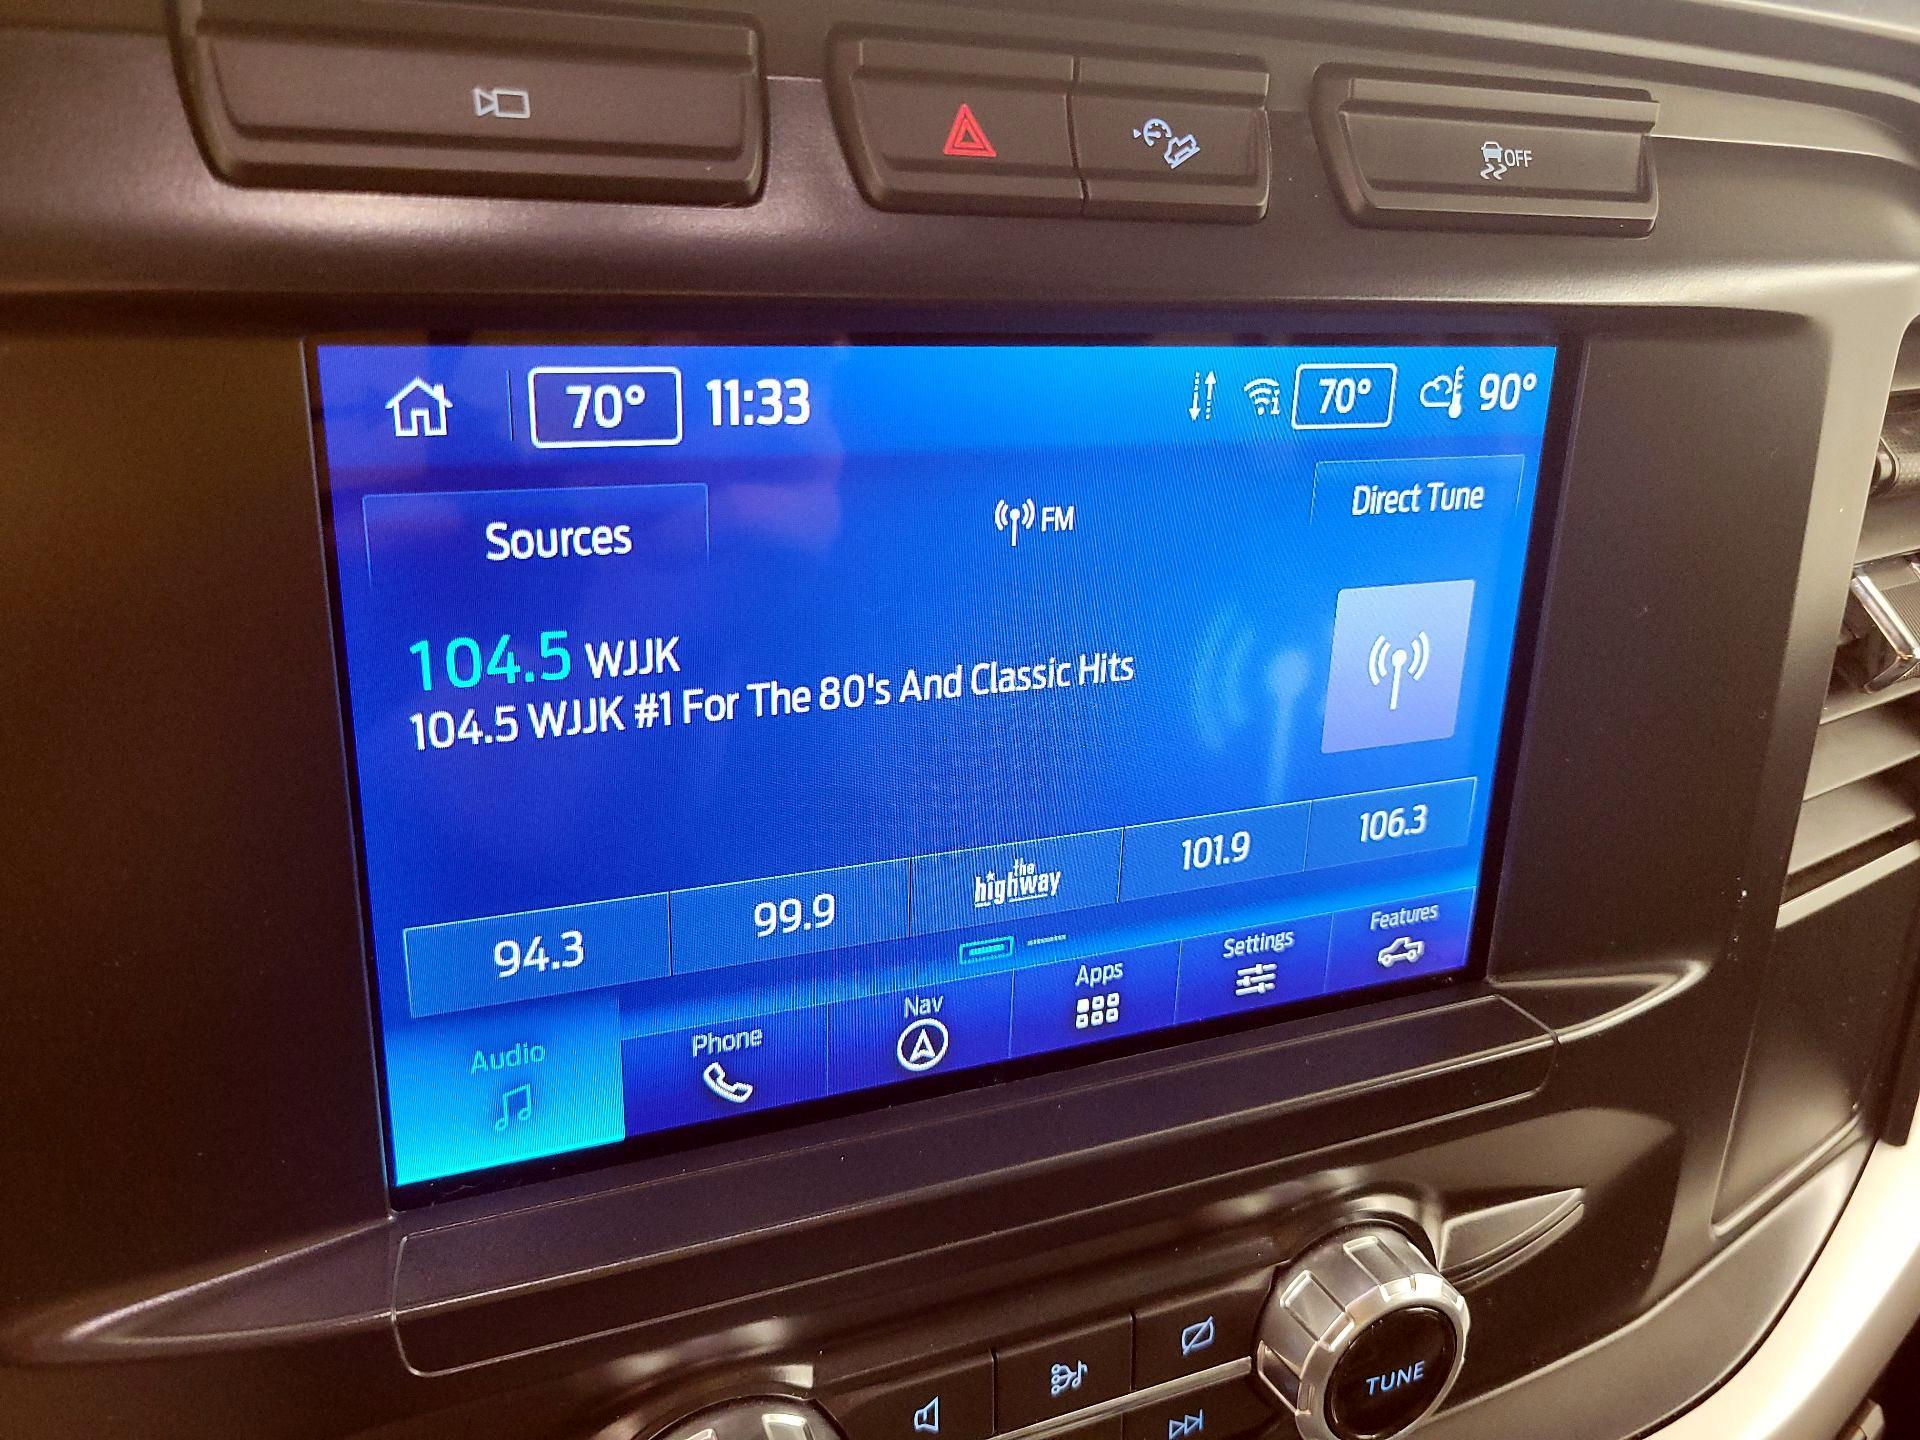 OFF
70° 11:33 70° 90°
Sources FM Direct Tune
104.5 WJJK
104.5 WJJK #1 For The 80's And Classic Hits
94.3 99.9 the highway 101.9 106.3
Audio Phone Nav Apps Settings Features
TUNE